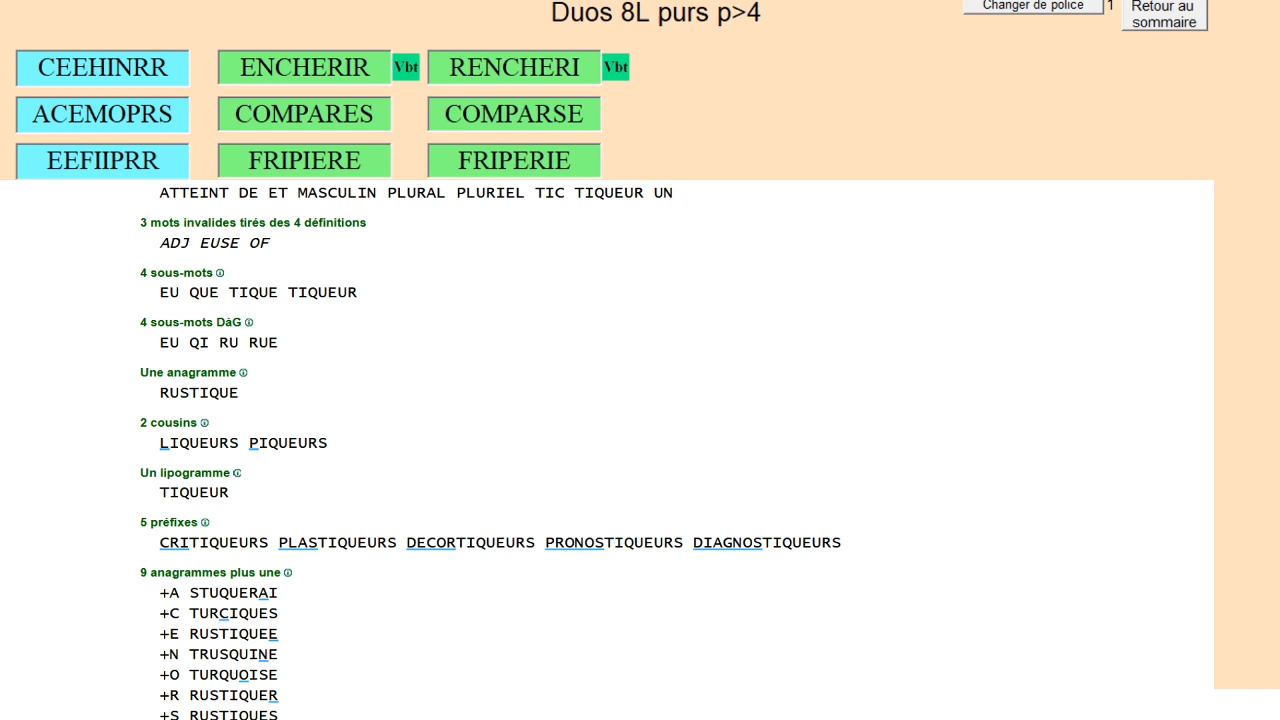 Duos 8L purs p>4
Changer de police 1 Retour au sommaire
CEEHINRR ENCHERIR Vbt RENCHERI Vbt
ACEMOPRS COMPARES COMPARSE
EEFIIPRR FRIPIERE FRIPERIE
ATTEINT DE ET MASCULIN PLURAL PLURIEL TIC TIQUEUR UN
3 mots invalides tirés des 4 définitions
ADJ EUSE OF
4 sous-mots
EU QUE TIQUE TIQUEUR
4 sous-mots DàG
EU QI RU RUE
Une anagramme
RUSTIQUE
2 cousins
LIQUEURS PIQUEURS
Un lipogramme
TIQUEUR
5 préfixes
CRITIQUEURS PLASTIQUEURS DECORTIQUEURS PRONOSTIQUEURS DIAGNOSTIQUEURS
9 anagrammes plus une
+A STUQUERAI
+C TURCIQUES
+E RUSTIQUEE
+N TRUSQUINE
+O TURQUOISE
+R RUSTIQUER
+S RUSTIQUES